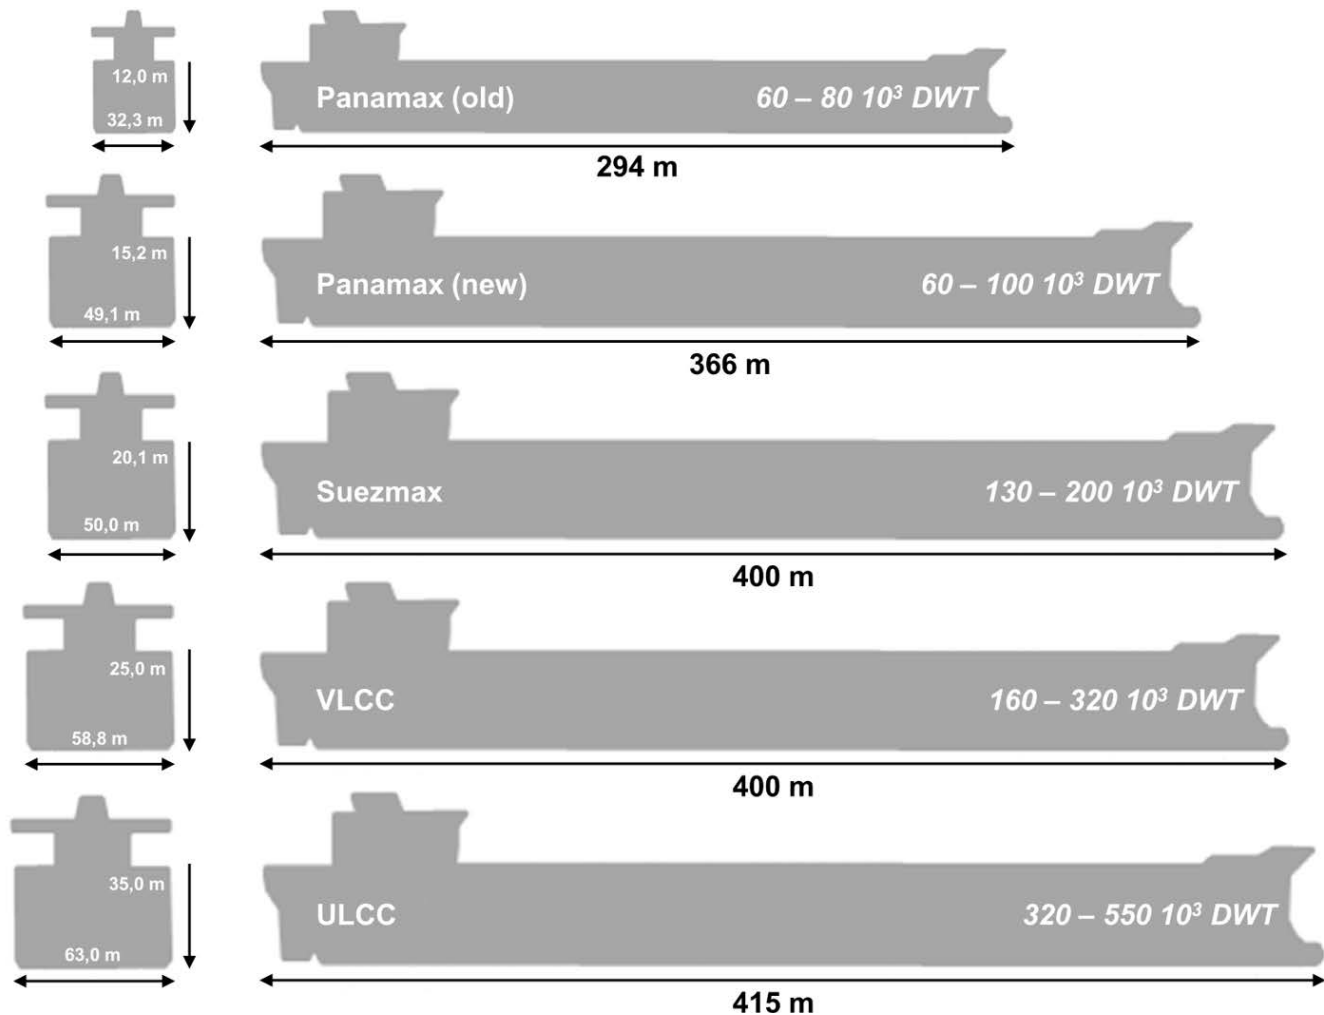 12,0 m
32,3 m
Panamax (old)
60 – 80 10³ DWT
294 m
15,2 m
49,1 m
Panamax (new)
60 – 100 10³ DWT
366 m
20,1 m
50,0 m
Suezmax
130 – 200 10³ DWT
400 m
25,0 m
58,8 m
VLCC
160 – 320 10³ DWT
400 m
35,0 m
63,0 m
ULCC
320 – 550 10³ DWT
415 m